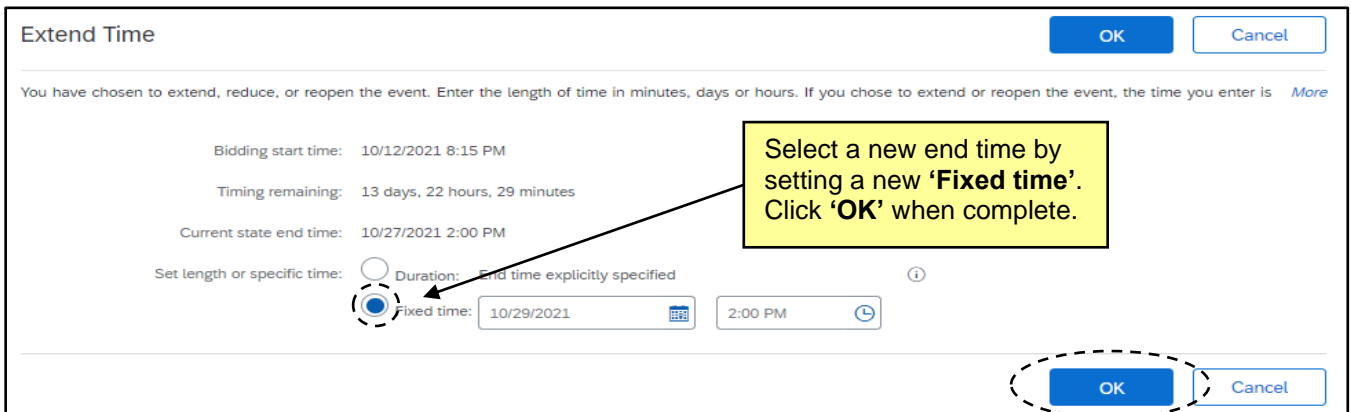 Extend Time
OK
Cancel
You have chosen to extend, reduce, or reopen the event. Enter the length of time in minutes, days or hours. If you chose to extend or reopen the event, the time you enter is More
Select a new end time by
setting a new ‘Fixed time’.
Click ‘OK’ when complete.
Bidding start time: 10/12/2021 8:15 PM
Timing remaining: 13 days, 22 hours, 29 minutes
Current state end time: 10/27/2021 2:00 PM
Set length or specific time: Duration: End time explicitly specified
Fixed time: 10/29/2021 2:00 PM
OK
Cancel